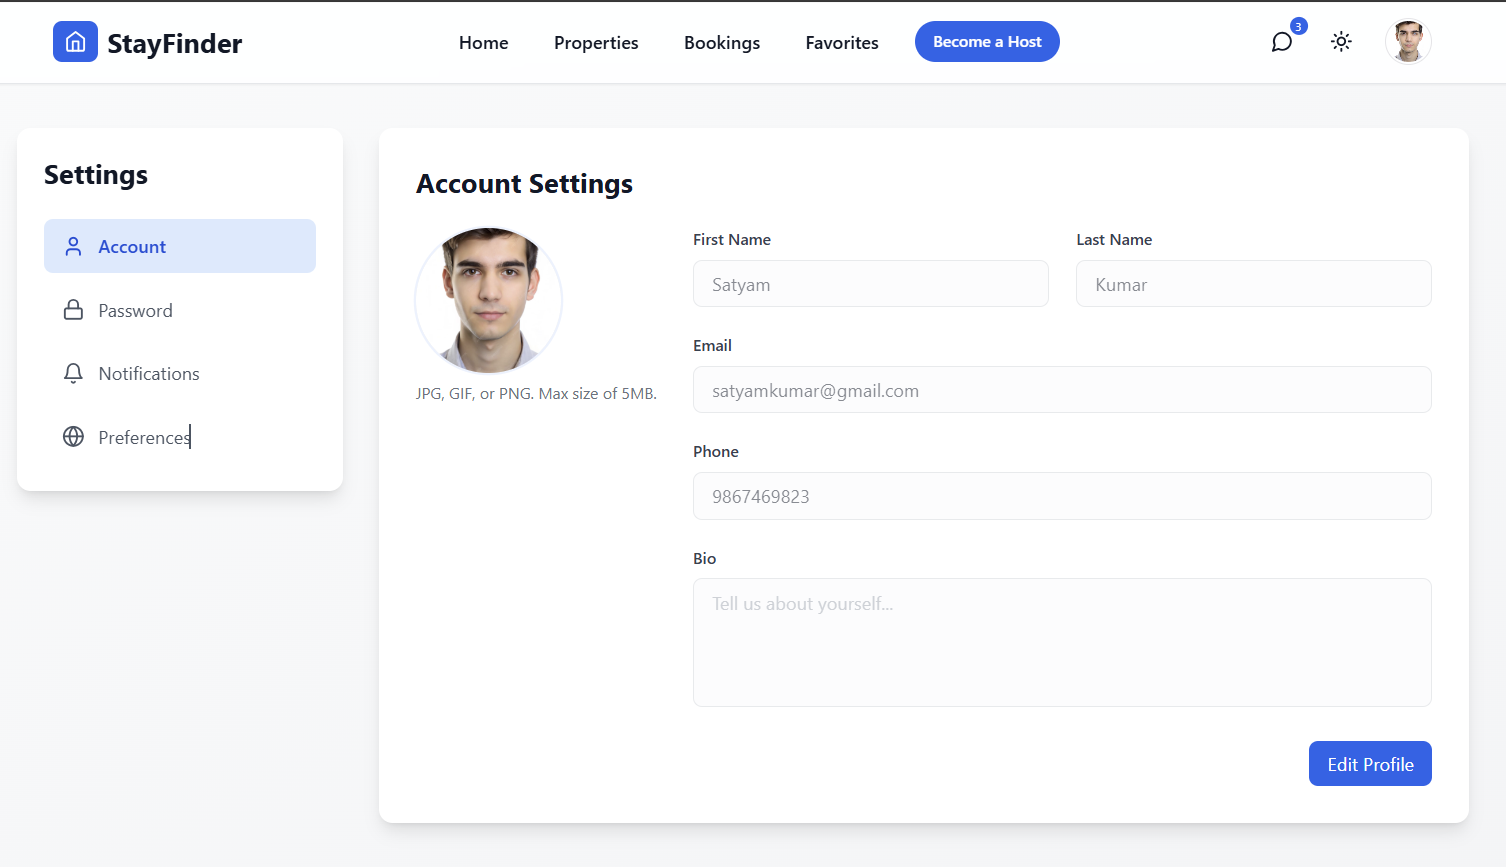 StayFinder
Home Properties Bookings Favorites Become a Host
3
Settings
Account
Password
Notifications
Preferences
Account Settings
JPG, GIF, or PNG. Max size of 5MB.
First Name Last Name
Satyam Kumar
Email
satyamkumar@gmail.com
Phone
9867469823
Bio
Tell us about yourself...
Edit Profile